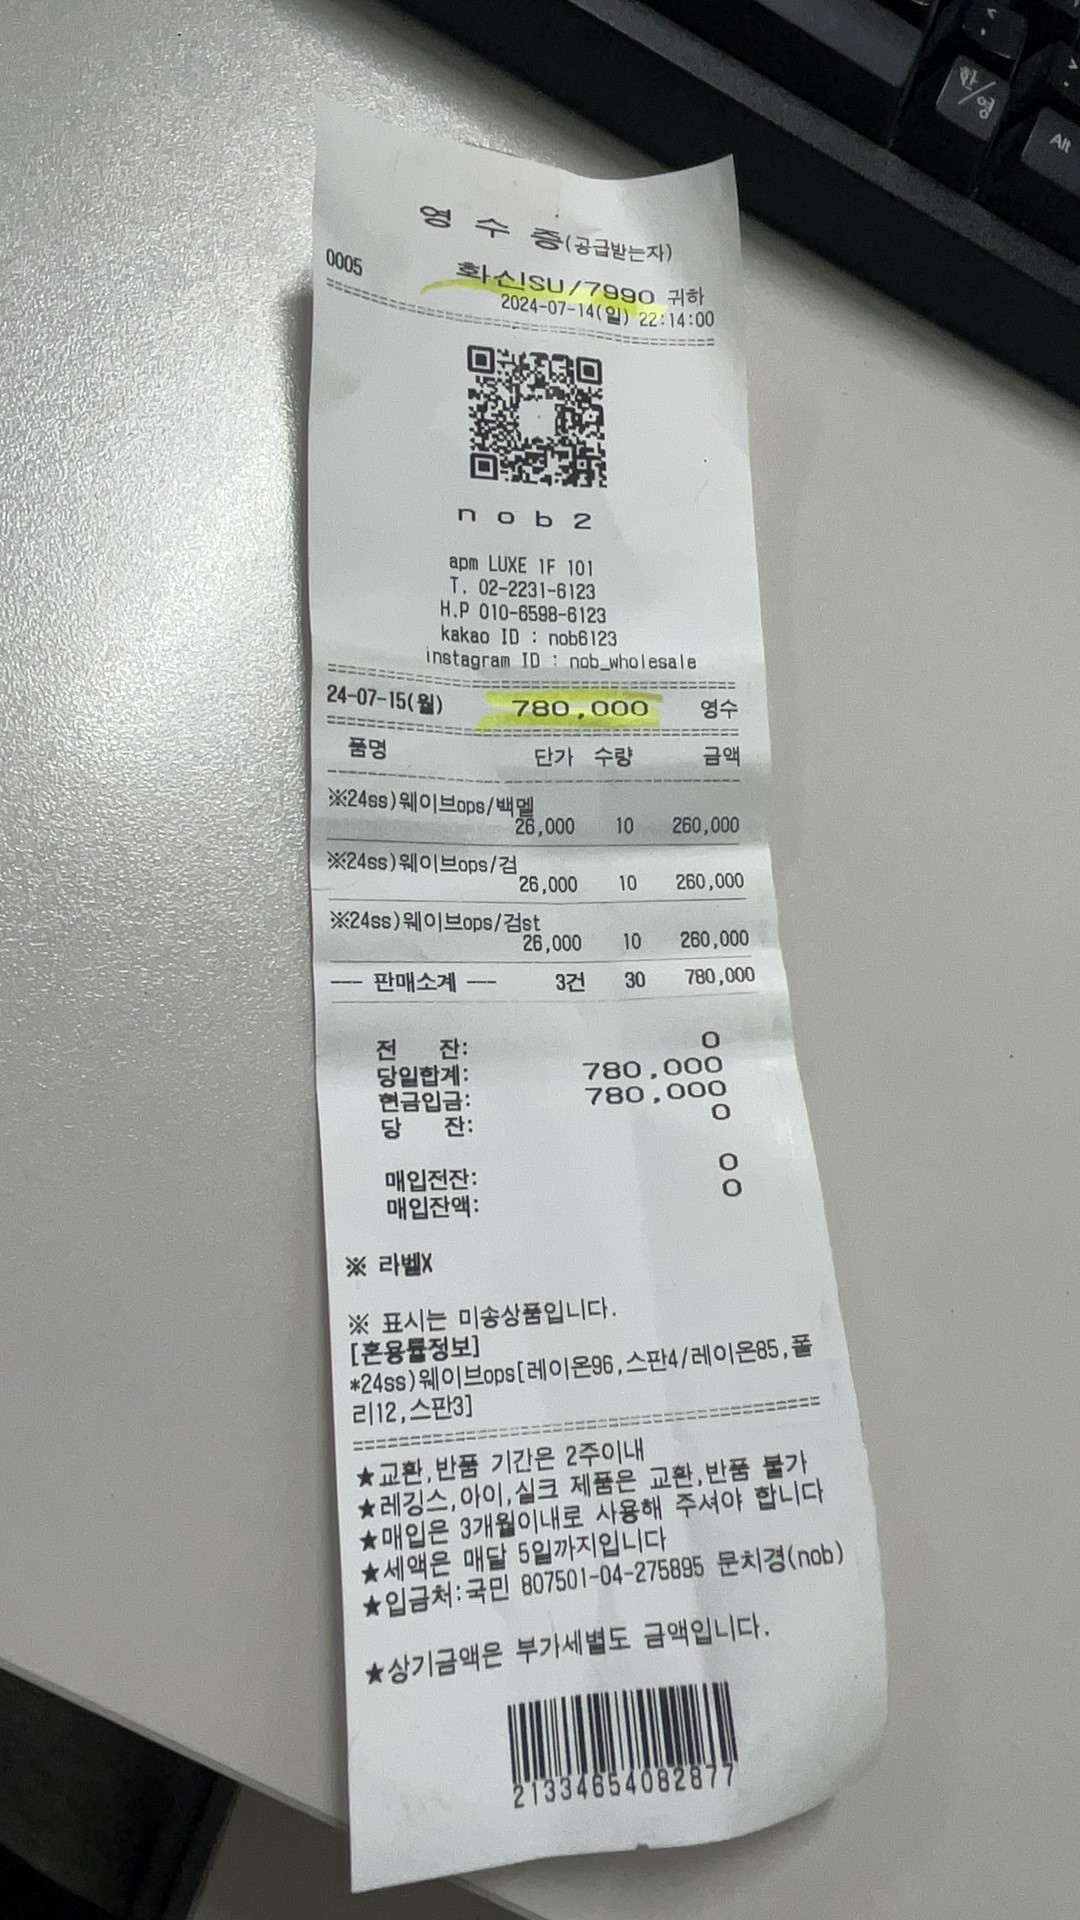 영 수 증(공급받는자)
0005 화신SU/7990 귀하
2024-07-14(일) 22:14:00
nob2
apm LUXE 1F 101
T. 02-2231-6123
H.P 010-6598-6123
kakao ID : nob6123
instagram ID : nob_wholesale
24-07-15(월) 780,000 영수
품명 단가 수량 금액
※24ss)웨이브ops/백멜
26,000 10 260,000
※24ss)웨이브ops/검
26,000 10 260,000
※24ss)웨이브ops/검st
26,000 10 260,000
--- 판매소계 --- 3건 30 780,000
전 잔: 0
당일합계: 780,000
현금입금: 780,000
당 잔: 0
매입전잔: 0
매입잔액: 0
※ 라벨X
※ 표시는 미송상품입니다.
[혼용률정보]
*24ss)웨이브ops[레이온96,스판4/레이온85,폴
리12,스판3]
★교환,반품 기간은 2주이내
★레깅스,아이,실크 제품은 교환,반품 불가
★매입은 3개월이내로 사용해 주셔야 합니다
★세액은 매달 5일까지입니다
★입금처:국민 807501-04-275895 문치경(nob)
★상기금액은 부가세별도 금액입니다.
21334654082877
한/영
Alt